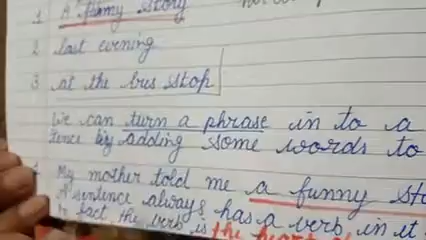 1 A funny story
2 last evening
3 at the bus stop
We can turn a phrase in to a
tence by adding some words to
My mother told me a funny sto
A sentence always has a verb, in it
In fact the verb is the heart